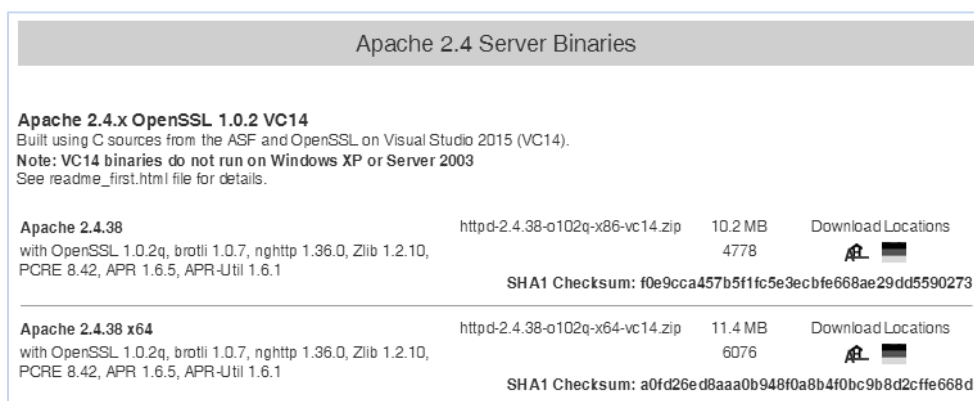 Apache 2.4 Server Binaries
Apache 2.4.x OpenSSL 1.0.2 VC14
Built using C sources from the ASF and OpenSSL on Visual Studio 2015 (VC14).
Note: VC14 binaries do not run on Windows XP or Server 2003
See readme_first.html file for details.
Apache 2.4.38 httpd-2.4.38-o102q-x86-vc14.zip 10.2 MB Download Locations
with OpenSSL 1.0.2q, brotli 1.0.7, nghttp 1.36.0, Zlib 1.2.10, 4778
PCRE 8.42, APR 1.6.5, APR-Util 1.6.1
SHA1 Checksum: f0e9cca457b5f1fc5e3ecbfe668ae29dd5590273
Apache 2.4.38 x64 httpd-2.4.38-o102q-x64-vc14.zip 11.4 MB Download Locations
with OpenSSL 1.0.2q, brotli 1.0.7, nghttp 1.36.0, Zlib 1.2.10, 6076
PCRE 8.42, APR 1.6.5, APR-Util 1.6.1
SHA1 Checksum: a0fd26ed8aaa0b948f0a8b4f0bc9b8d2cffe668d